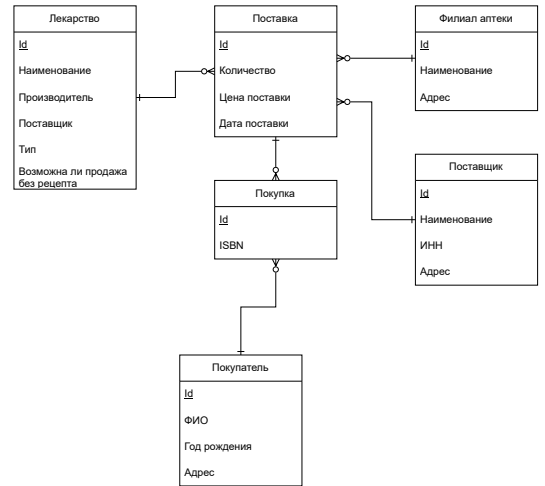 Лекарство
Id
Наименование
Производитель
Поставщик
Тип
Возможна ли продажа
без рецепта
Поставка
Id
Количество
Цена поставки
Дата поставки
Филиал аптеки
Id
Наименование
Адрес
Поставщик
Id
Наименование
ИНН
Адрес
Покупка
Id
ISBN
Покупатель
Id
ФИО
Год рождения
Адрес